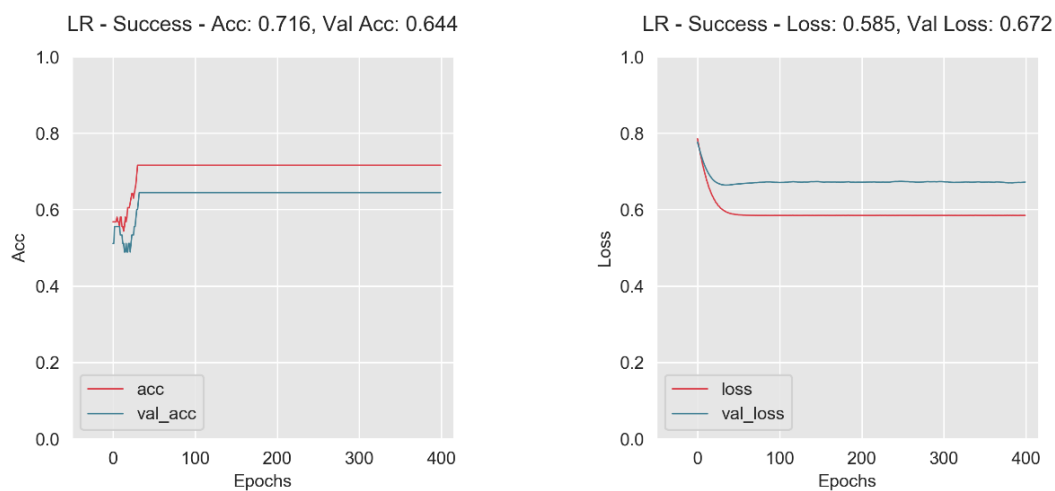 LR - Success - Acc: 0.716, Val Acc: 0.644
1.0
0.8
0.6
0.4
0.2
0.0
Acc
acc
val_acc
0 100 200 300 400
Epochs
LR - Success - Loss: 0.585, Val Loss: 0.672
1.0
0.8
0.6
0.4
0.2
0.0
Loss
loss
val_loss
0 100 200 300 400
Epochs